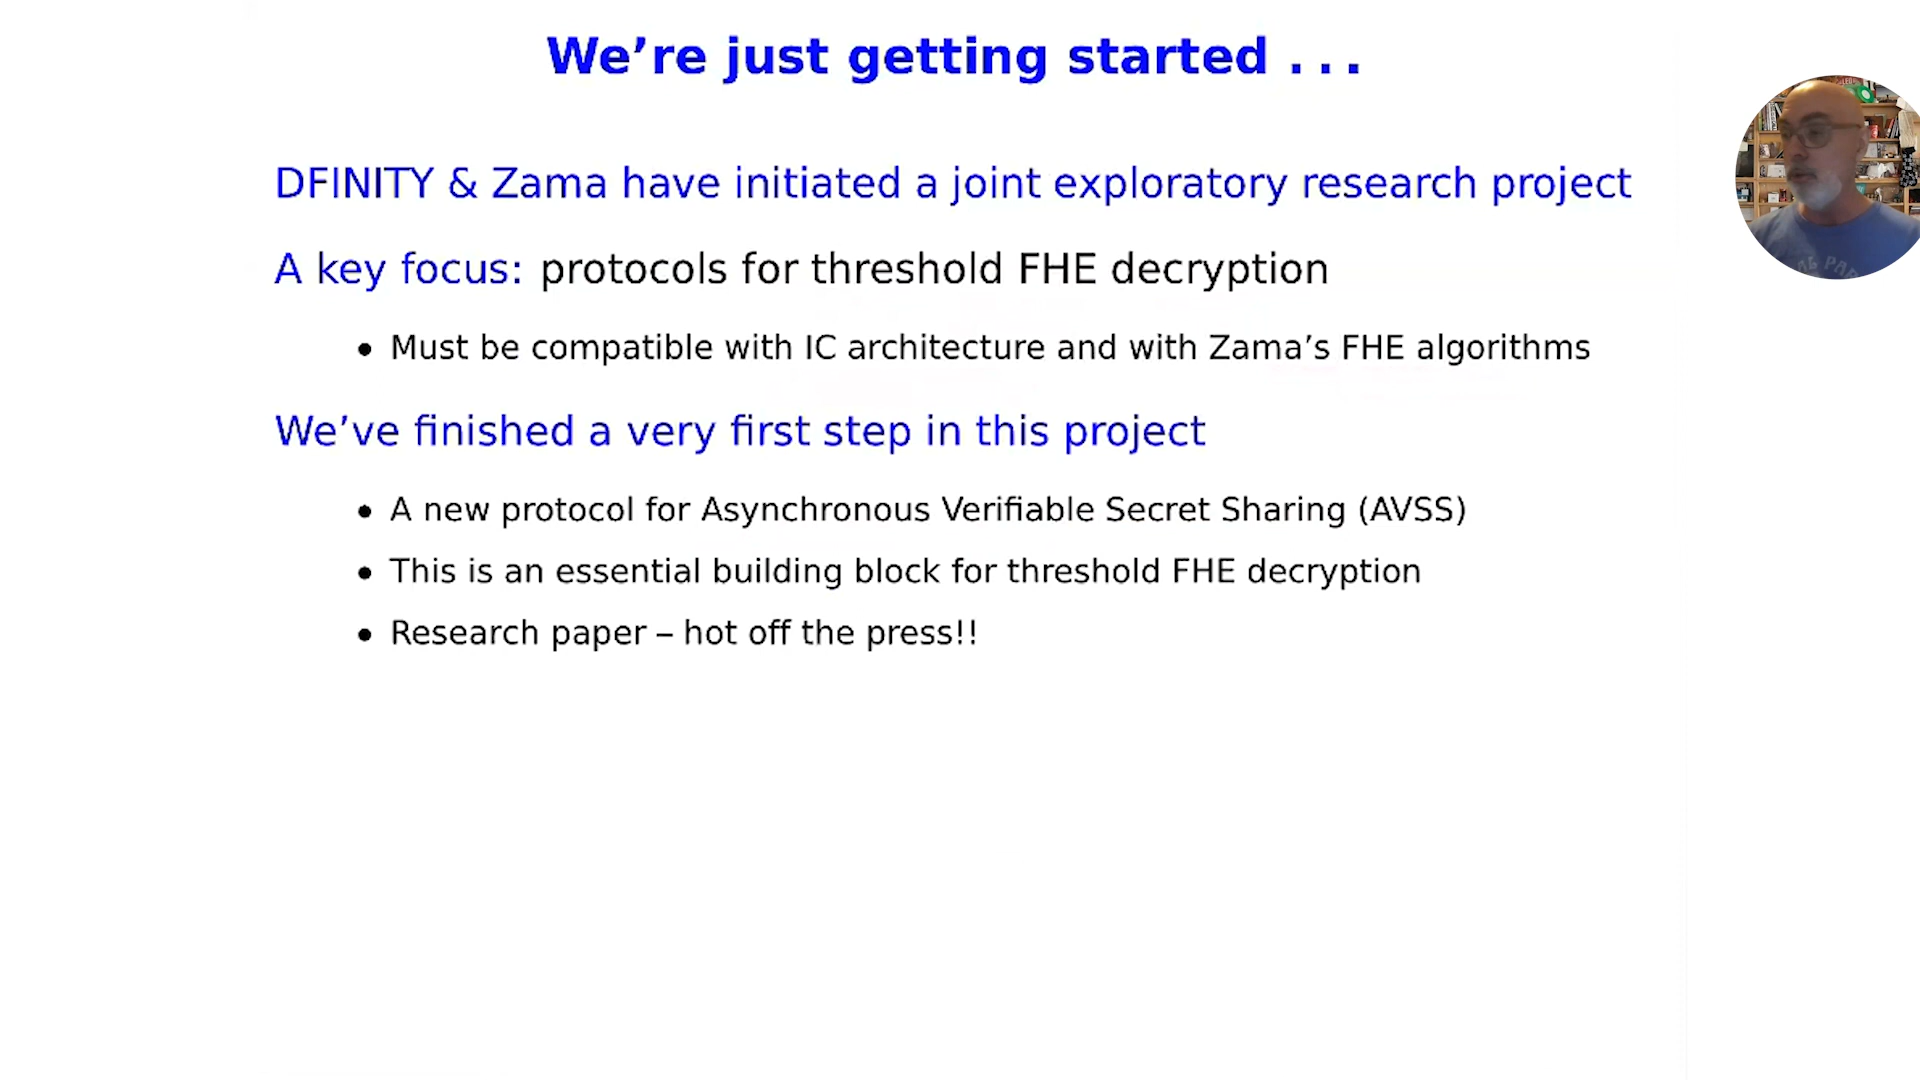 We’re just getting started . . .
DFINITY & Zama have initiated a joint exploratory research project
A key focus: protocols for threshold FHE decryption
• Must be compatible with IC architecture and with Zama’s FHE algorithms
We’ve finished a very first step in this project
• A new protocol for Asynchronous Verifiable Secret Sharing (AVSS)
• This is an essential building block for threshold FHE decryption
• Research paper – hot off the press!!